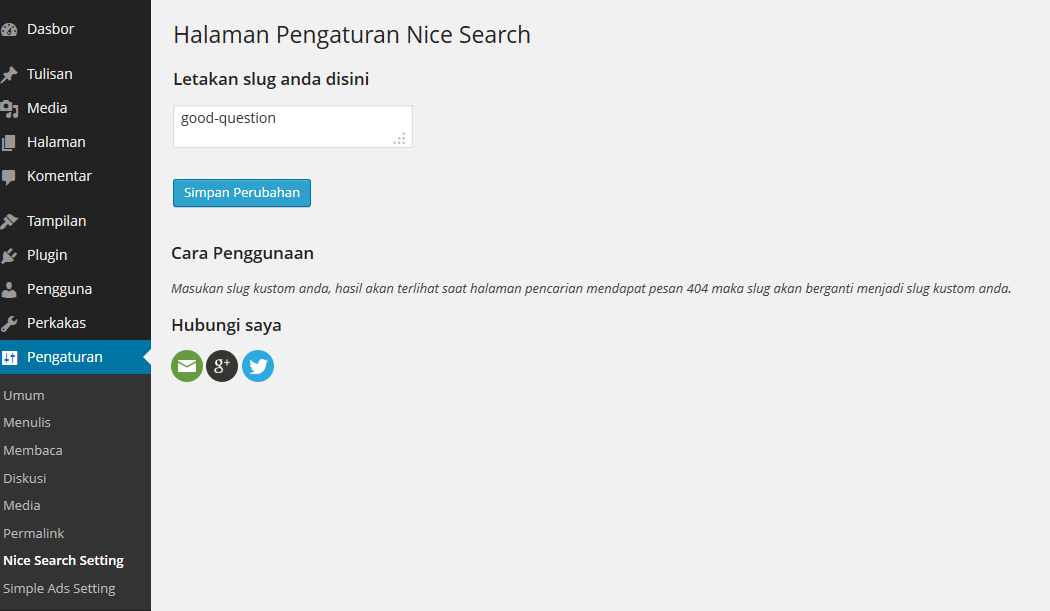 Dasbor
Tulisan
Media
Halaman
Komentar
Tampilan
Plugin
Pengguna
Perkakas
Pengaturan
Umum
Menulis
Membaca
Diskusi
Media
Permalink
Nice Search Setting
Simple Ads Setting
Halaman Pengaturan Nice Search
Letakan slug anda disini
good-question
Simpan Perubahan
Cara Penggunaan
Masukan slug kustom anda, hasil akan terlihat saat halaman pencarian mendapat pesan 404 maka slug akan berganti menjadi slug kustom anda.
Hubungi saya
g+